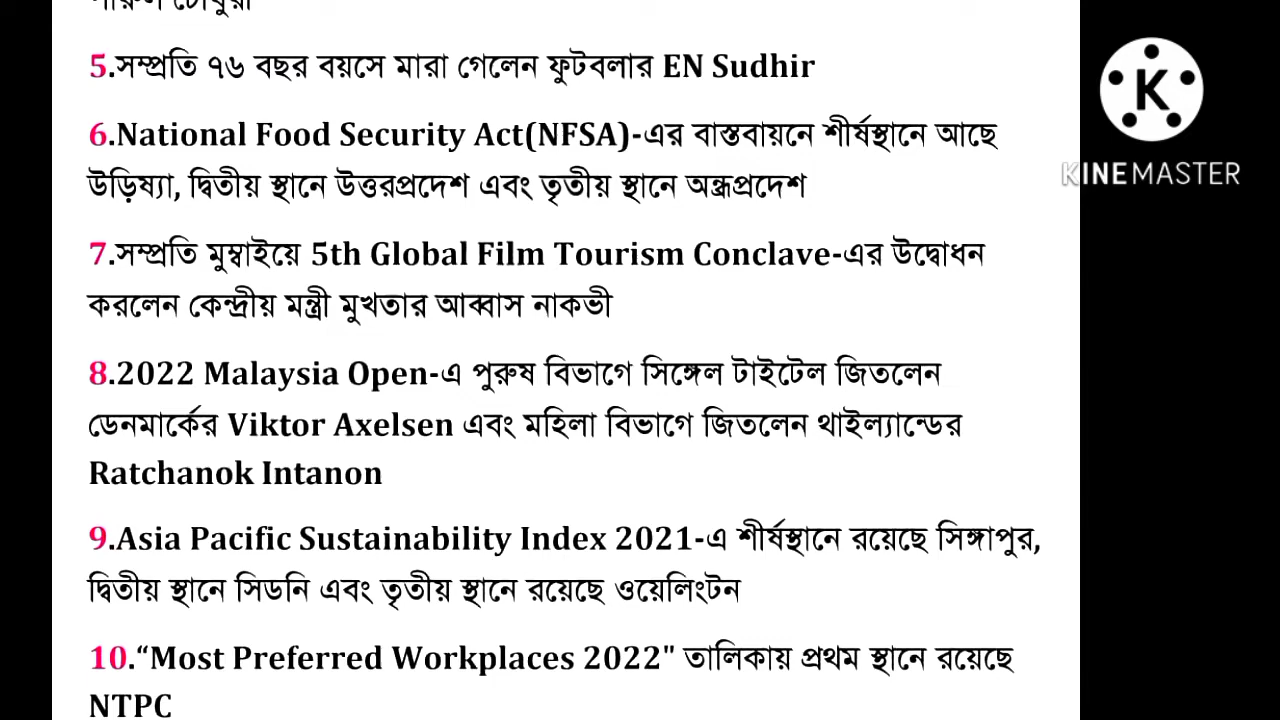 5.সম্প্রতি ৭৬ বছর বয়সে মারা গেলেন ফুটবলার EN Sudhir
6.National Food Security Act(NFSA)-এর বাস্তবায়নে শীর্ষস্থানে আছে
উড়িষ্যা, দ্বিতীয় স্থানে উত্তরপ্রদেশ এবং তৃতীয় স্থানে অন্ধ্রপ্রদেশ
7.সম্প্রতি মুম্বাইয়ে 5th Global Film Tourism Conclave-এর উদ্বোধন
করলেন কেন্দ্রীয় মন্ত্রী মুখতার আব্বাস নাকভী
8.2022 Malaysia Open-এ পুরুষ বিভাগে সিঙ্গেল টাইটেল জিতলেন
ডেনমার্কের Viktor Axelsen এবং মহিলা বিভাগে জিতলেন থাইল্যান্ডের
Ratchanok Intanon
9.Asia Pacific Sustainability Index 2021-এ শীর্ষস্থানে রয়েছে সিঙ্গাপুর,
দ্বিতীয় স্থানে সিডনি এবং তৃতীয় স্থানে রয়েছে ওয়েলিংটন
10.“Most Preferred Workplaces 2022" তালিকায় প্রথম স্থানে রয়েছে
NTPC
K
KINEMASTER